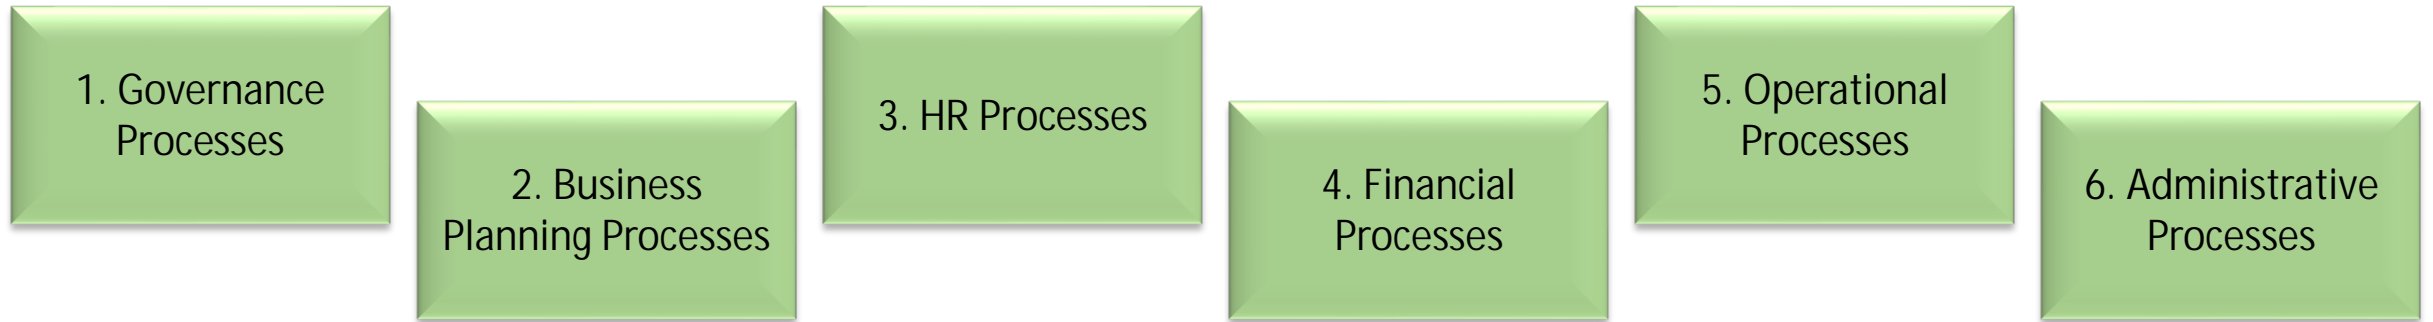 1. Governance
Processes
2. Business
Planning Processes
3. HR Processes
4. Financial
Processes
5. Operational
Processes
6. Administrative
Processes